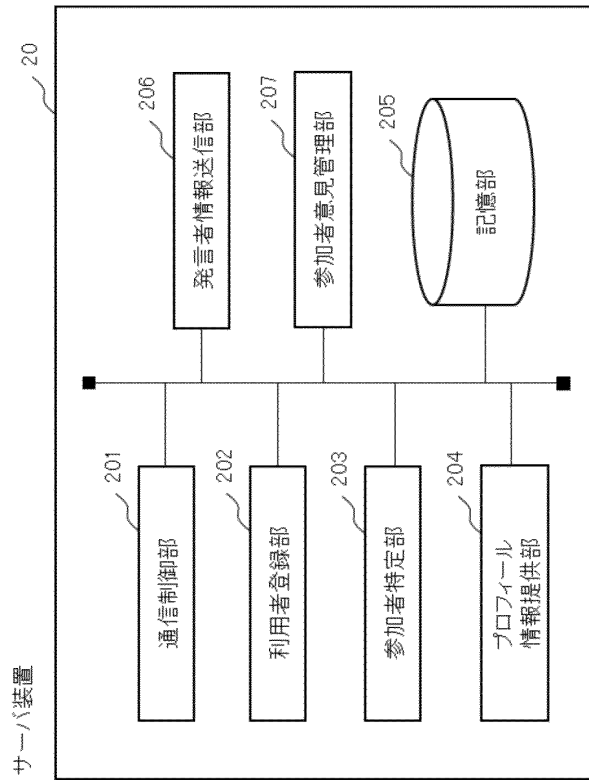 サーバ装置
20
201
通信制御部
202
利用者登録部
203
参加者特定部
204
プロフィール
情報提供部
206
発言者情報送信部
207
参加者意見管理部
205
記憶部